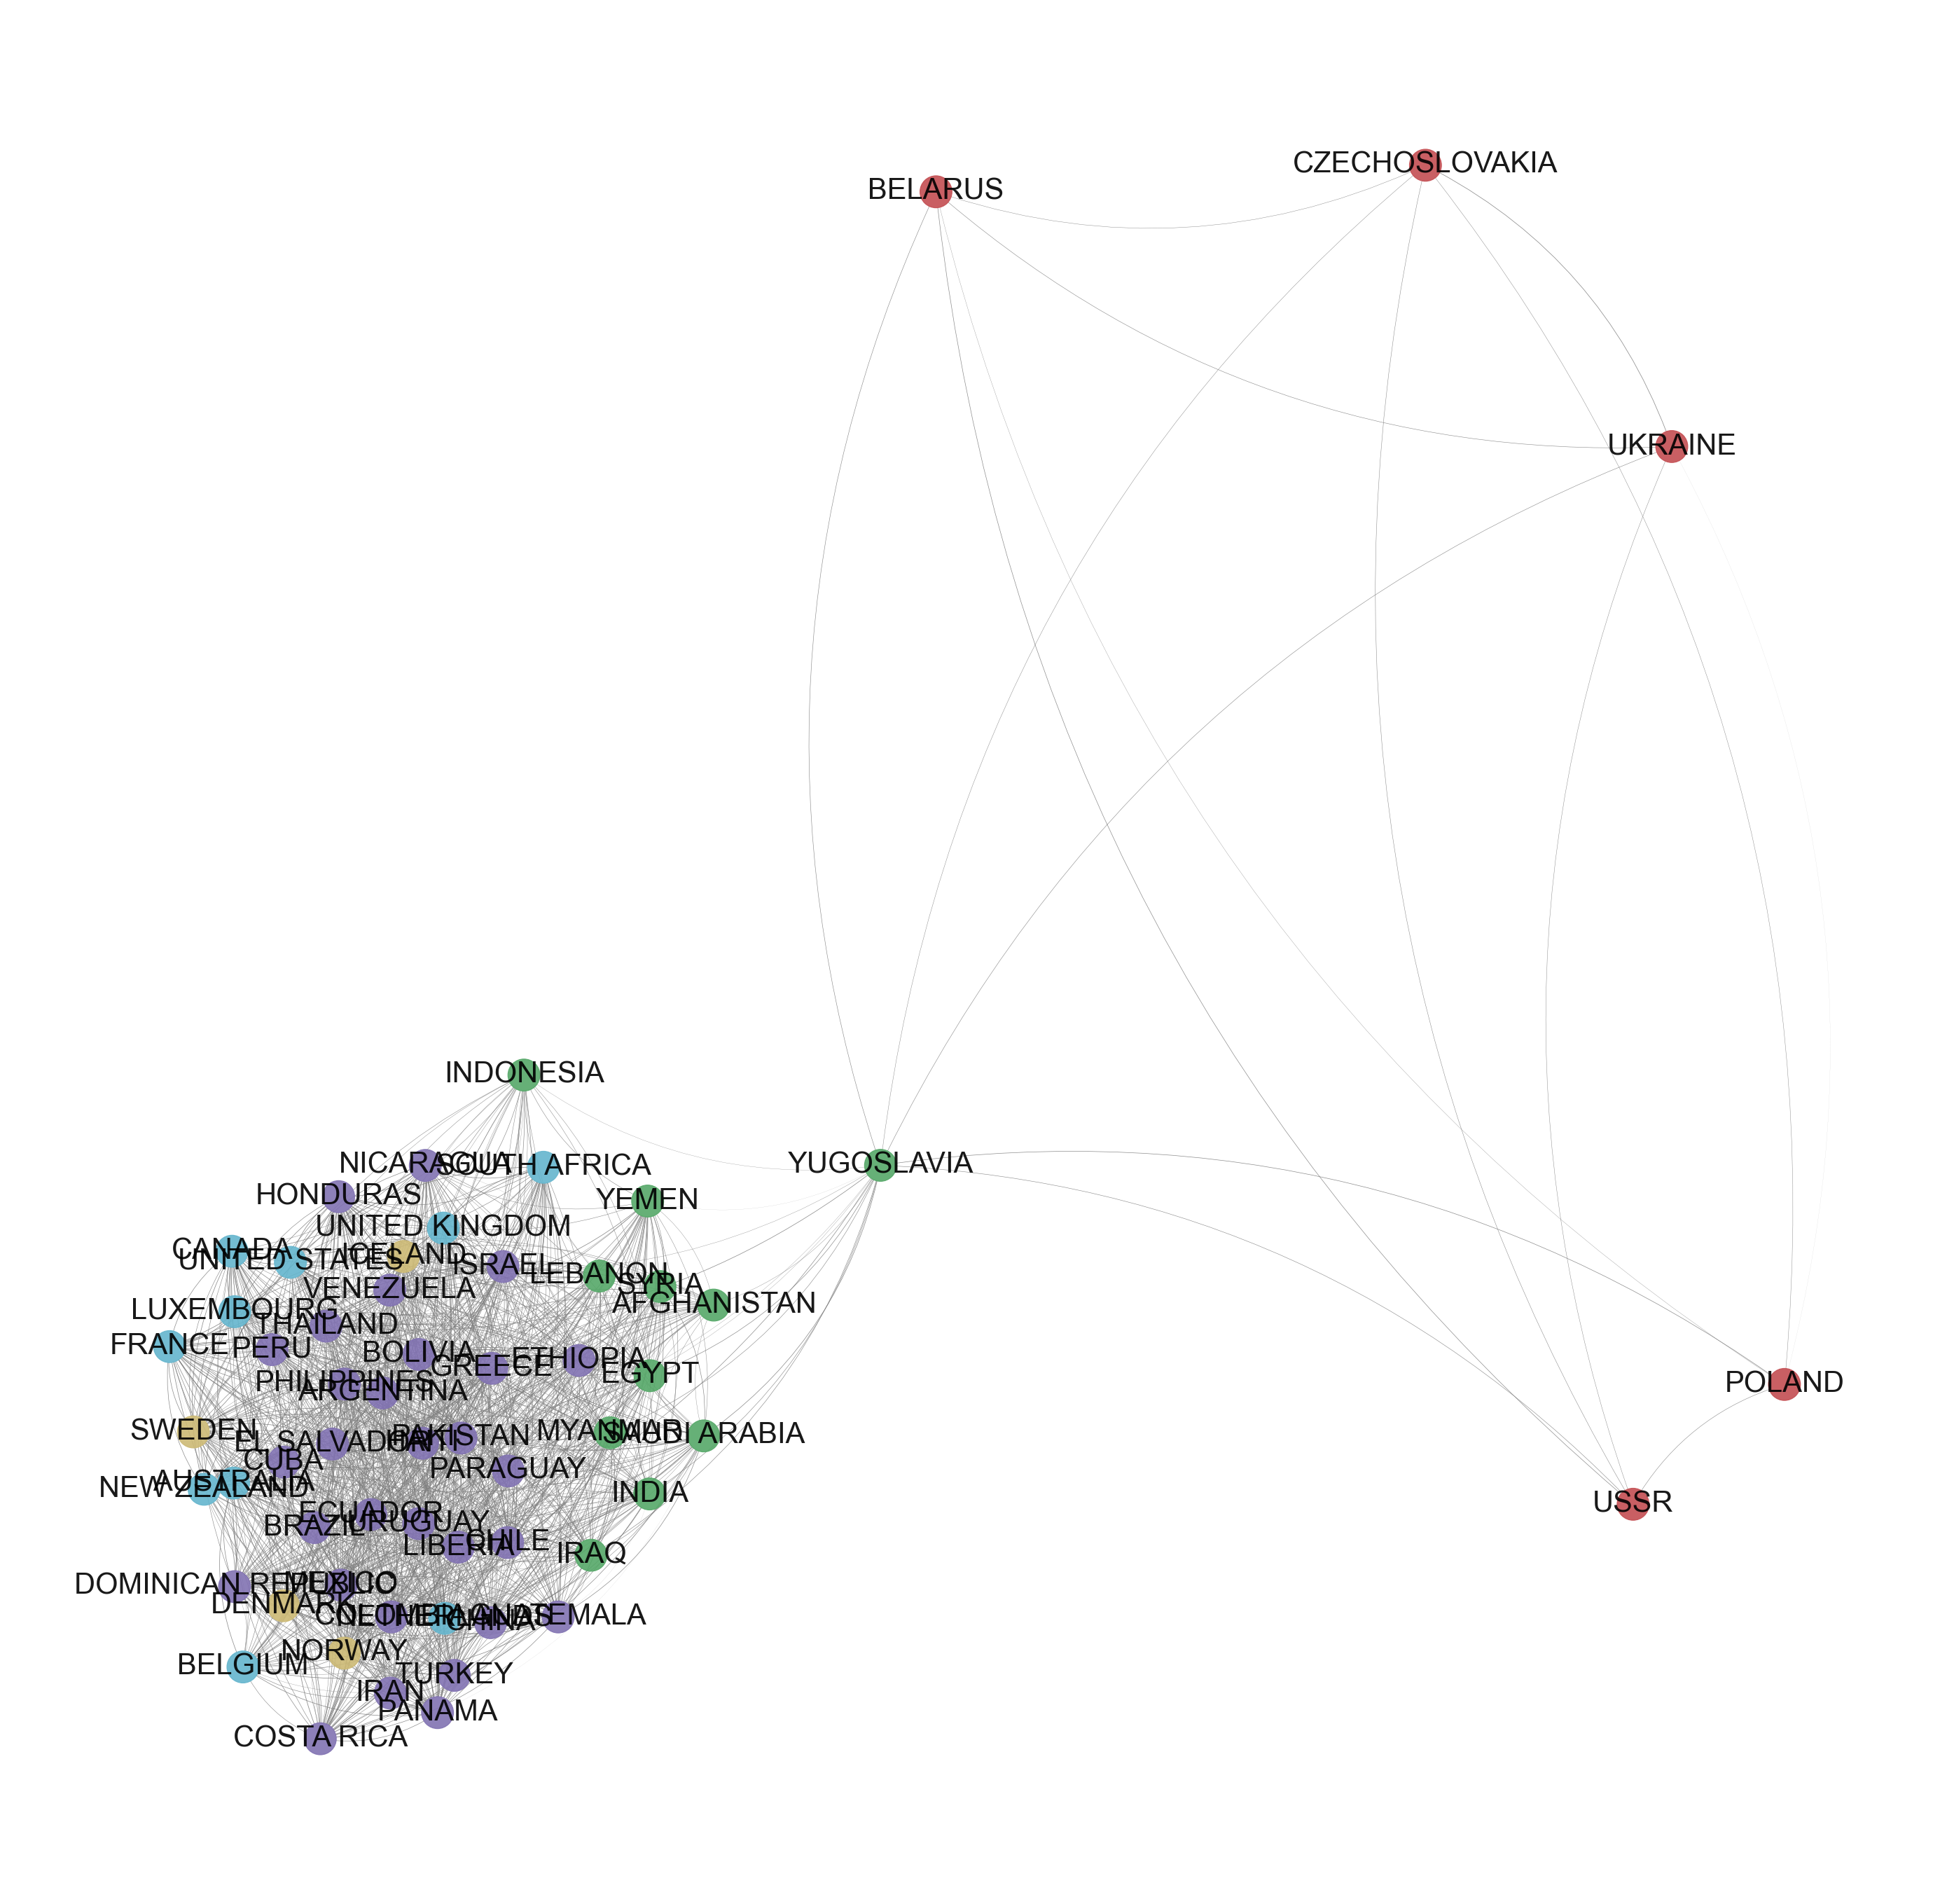 CZECHOSLOVAKIA
BELARUS
UKRAINE
INDONESIA
NICARAGUA
SOUTH AFRICA
YUGOSLAVIA
HONDURAS
YEMEN
UNITED KINGDOM
CANADA
UNITED STATES
ICELAND
ISRAEL
LEBANON
SYRIA
VENEZUELA
AFGHANISTAN
LUXEMBOURG
THAILAND
FRANCE
PERU
BOLIVIA
GREECE
ETHIOPIA
EGYPT
PHILIPPINES
ARGENTINA
POLAND
SWEDEN
EL SALVADOR
HAITI
PAKISTAN
MYANMAR
SAUDI ARABIA
CUBA
PARAGUAY
AUSTRALIA
NEW ZEALAND
INDIA
USSR
ECUADOR
BRAZIL
URUGUAY
LIBERIA
CHILE
IRAQ
DOMINICAN REPUBLIC
MEXICO
DENMARK
COLOMBIA
NETHERLANDS
CHINA
GUATEMALA
NORWAY
BELGIUM
TURKEY
IRAN
PANAMA
COSTA RICA